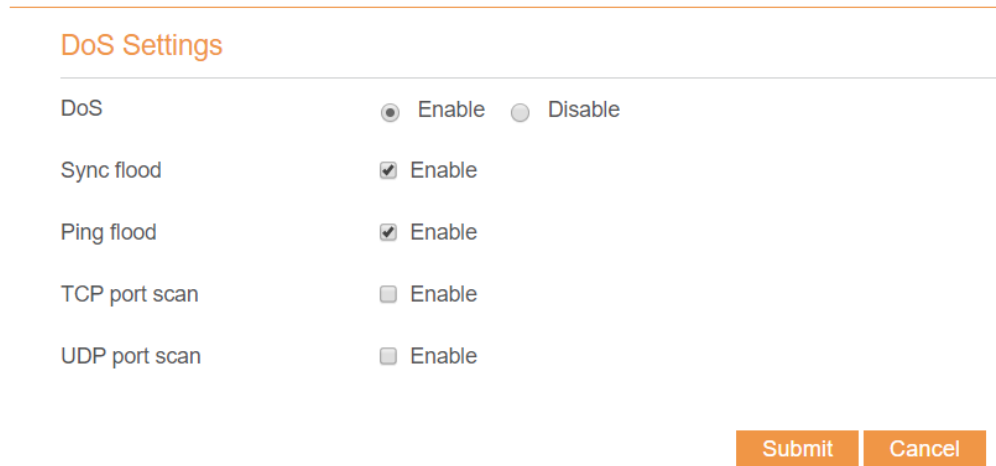 DoS Settings
DoS Enable Disable
Sync flood Enable
Ping flood Enable
TCP port scan Enable
UDP port scan Enable
Submit Cancel